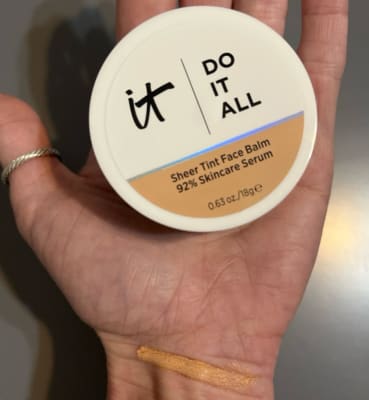 it
DO
IT
ALL
Sheer Tint Face Balm
92% Skincare Serum
0.63 oz./18g℮